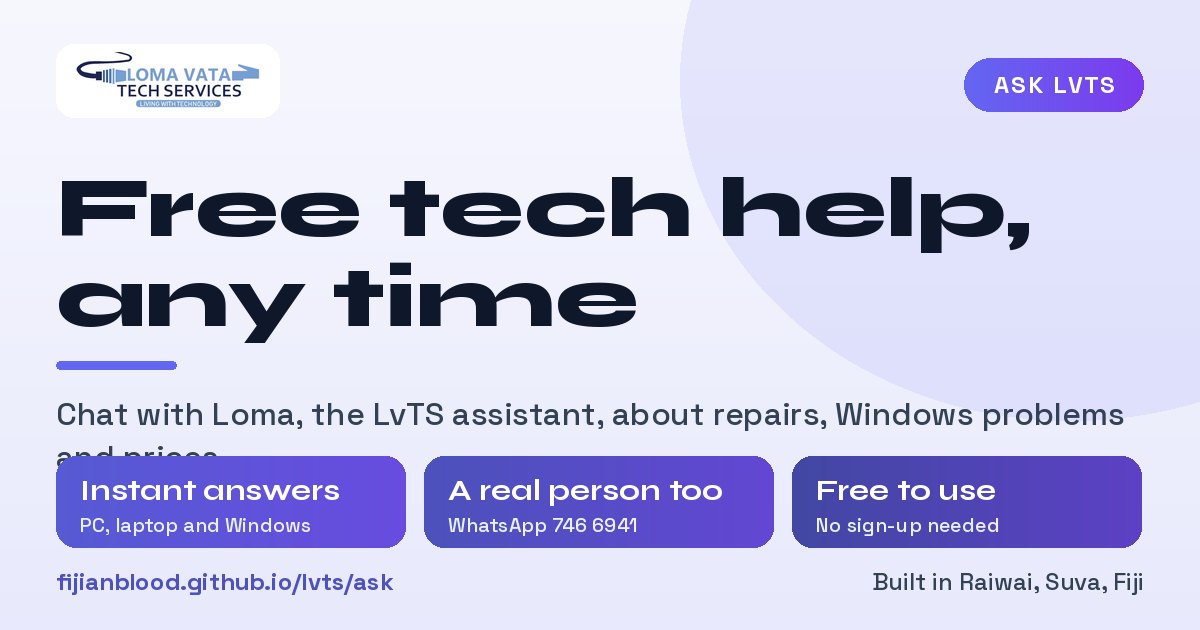 LOMA VATA
TECH SERVICES
LIVING WITH TECHNOLOGY
ASK LVTS
Free tech help,
any time
Chat with Loma, the LvTS assistant, about repairs, Windows problems
and prices
Instant answers
PC, laptop and Windows
A real person too
WhatsApp 746 6941
Free to use
No sign-up needed
fijianblood.github.io/lvts/ask
Built in Raiwai, Suva, Fiji